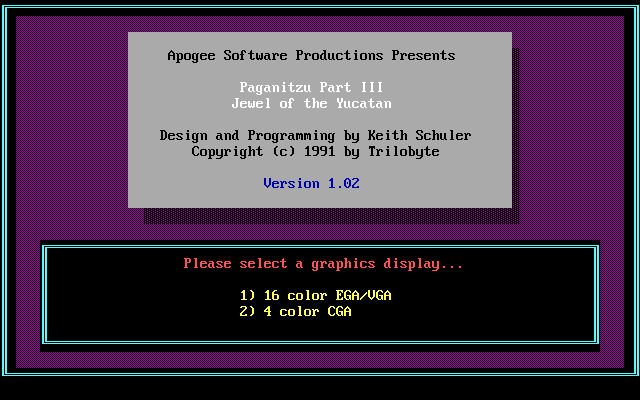 Apogee Software Productions Presents
Paganitzu Part III
Jewel of the Yucatan
Design and Programming by Keith Schuler
Copyright (c) 1991 by Trilobyte
Version 1.02
Please select a graphics display...
1) 16 color EGA/VGA
2) 4 color CGA